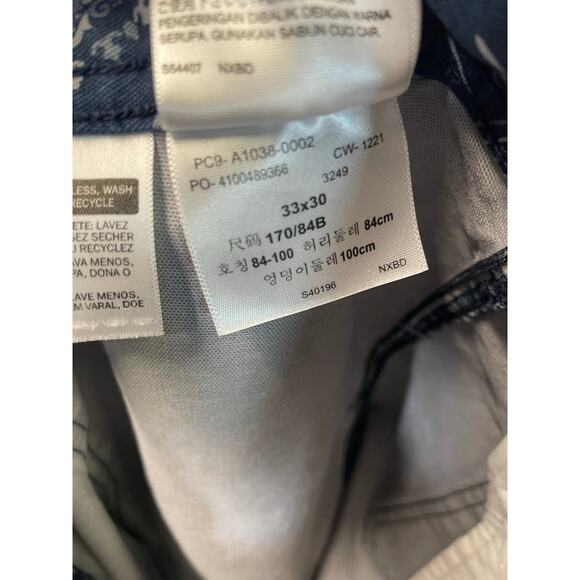 PENGERINGAN DIBALIK DENGAN WARNA
SERUPA. GUNAKAN SABUN CUCI CAIR.
S54407 NXBD
PC9- A1038-0002 CW- 1221
PO- 4100489366 3249
33x30
尺码 170/84B
호칭 84-100 허리둘레 84cm
엉덩이둘레 100cm
S40196 NXBD
LESS, WASH
RECYCLE
ETE: LAVEZ
GEZ SECHER
U RECYCLEZ
AVA MENOS,
PA, DONA O
LAVE MENOS,
EM VARAL, DOE